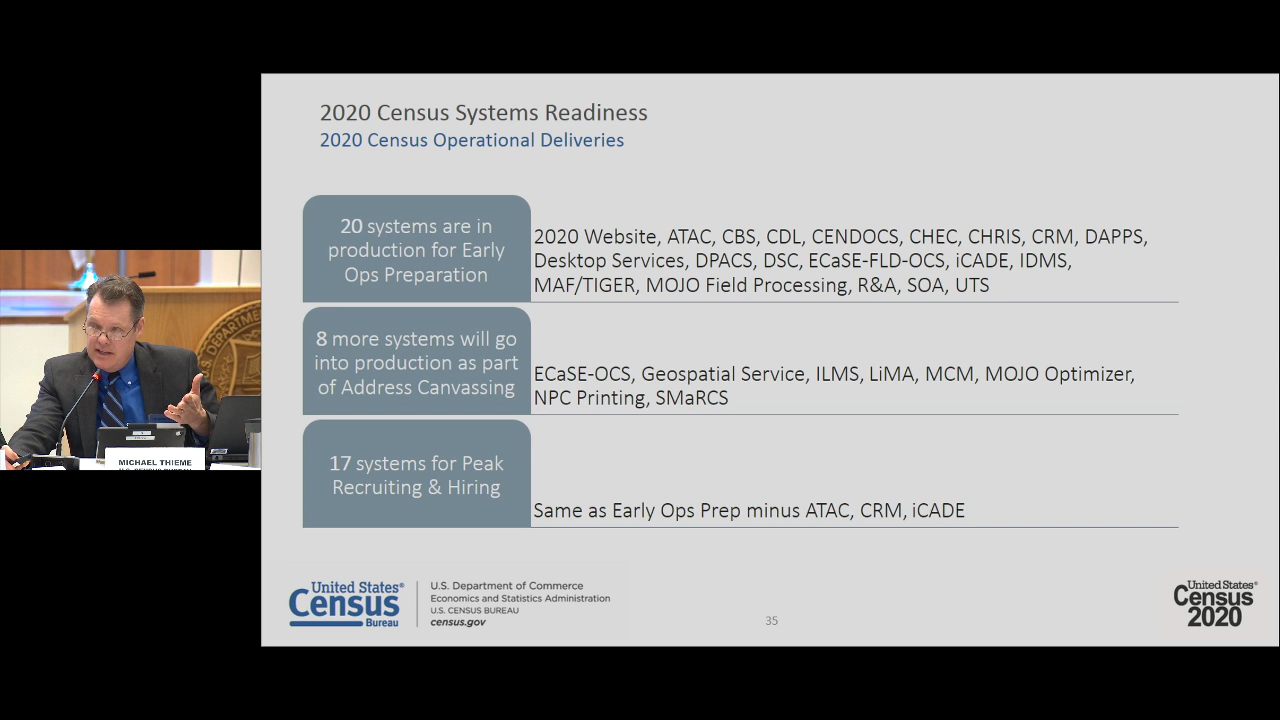 2020 Census Systems Readiness
2020 Census Operational Deliveries
20 systems are in
production for Early
Ops Preparation
2020 Website, ATAC, CBS, CDL, CENDOCS, CHEC, CHRIS, CRM, DAPPS,
Desktop Services, DPACS, DSC, ECaSE-FLD-OCS, iCADE, IDMS,
MAF/TIGER, MOJO Field Processing, R&A, SOA, UTS
8 more systems will go
into production as part
of Address Canvassing
ECaSE-OCS, Geospatial Service, ILMS, LiMA, MCM, MOJO Optimizer,
NPC Printing, SMaRCS
17 systems for Peak
Recruiting & Hiring
Same as Early Ops Prep minus ATAC, CRM, iCADE
MICHAEL THIEME
U.S. CENSUS BUREAU
United States®
Census
Bureau
U.S. Department of Commerce
Economics and Statistics Administration
U.S. CENSUS BUREAU
census.gov
35
United States®
Census
2020